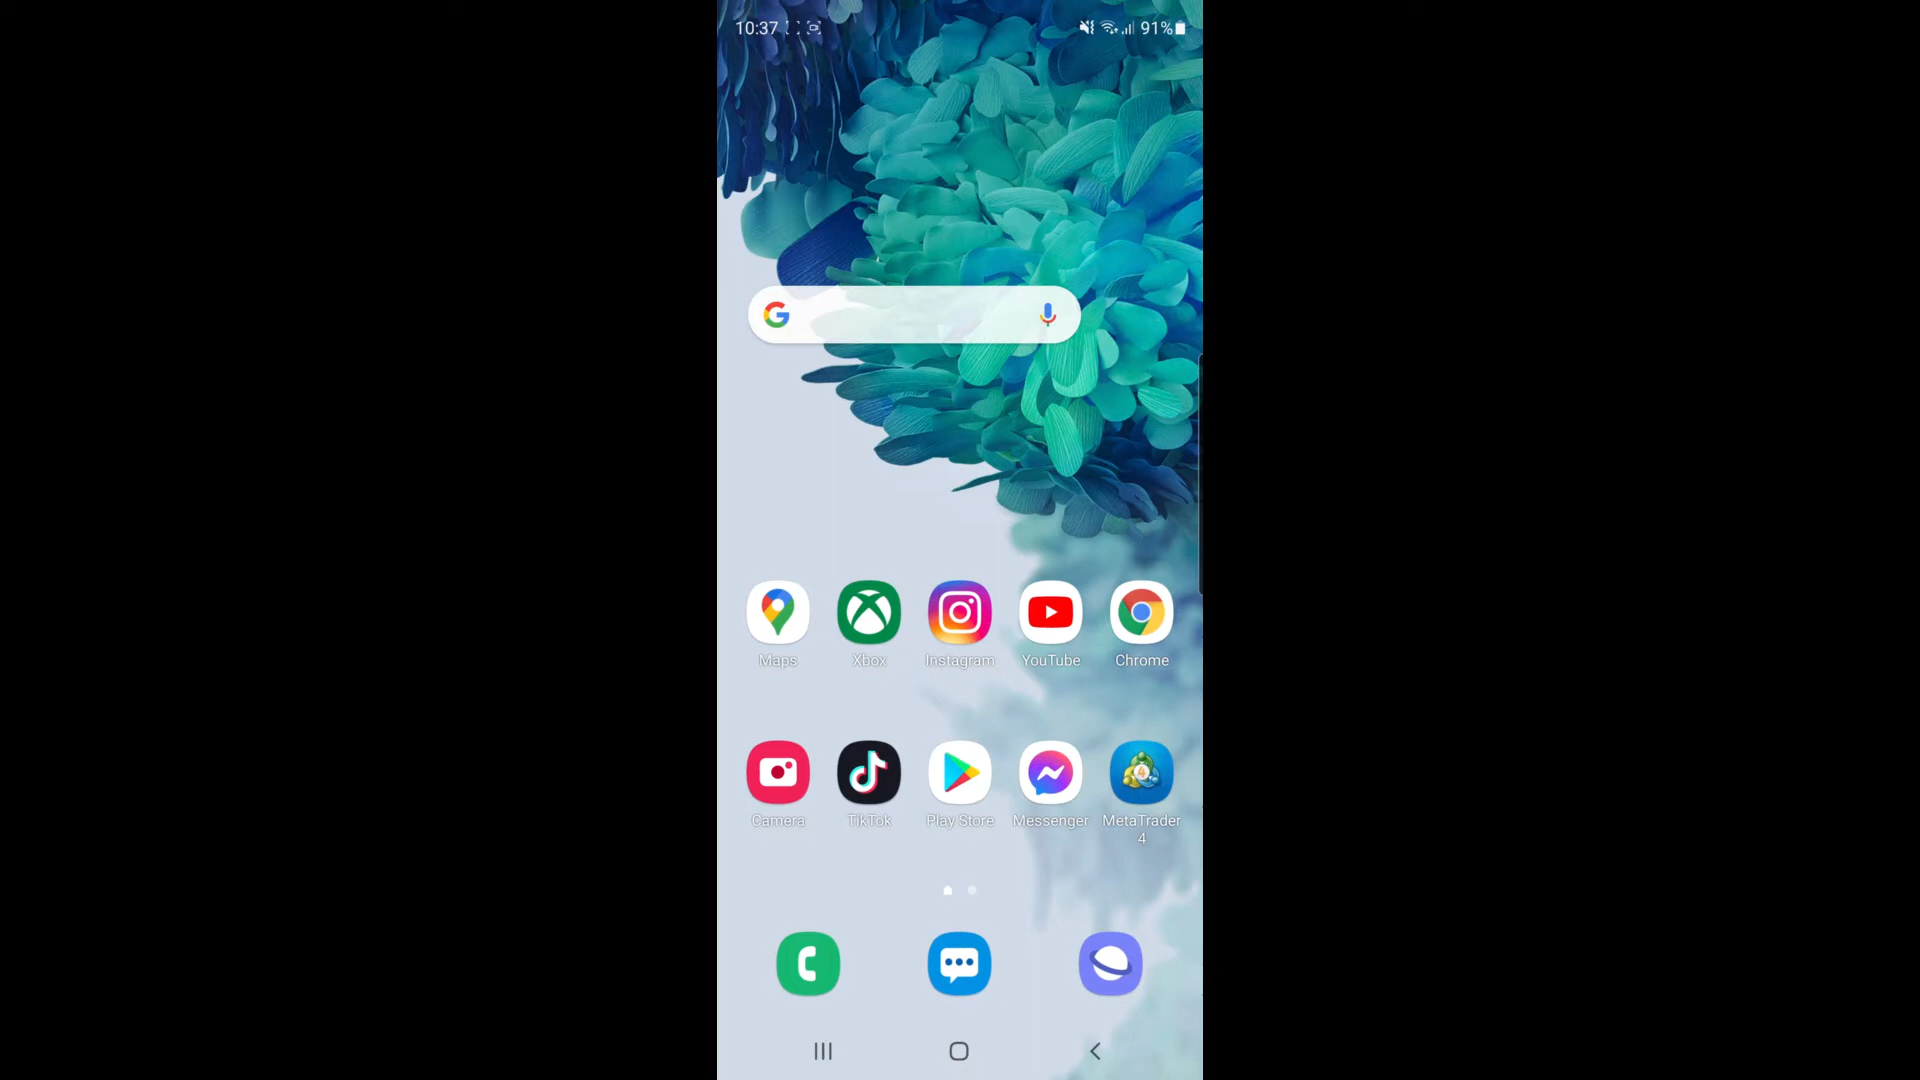 10:37 91%
Maps Xbox Instagram YouTube Chrome
Camera TikTok Play Store Messenger MetaTrader
4